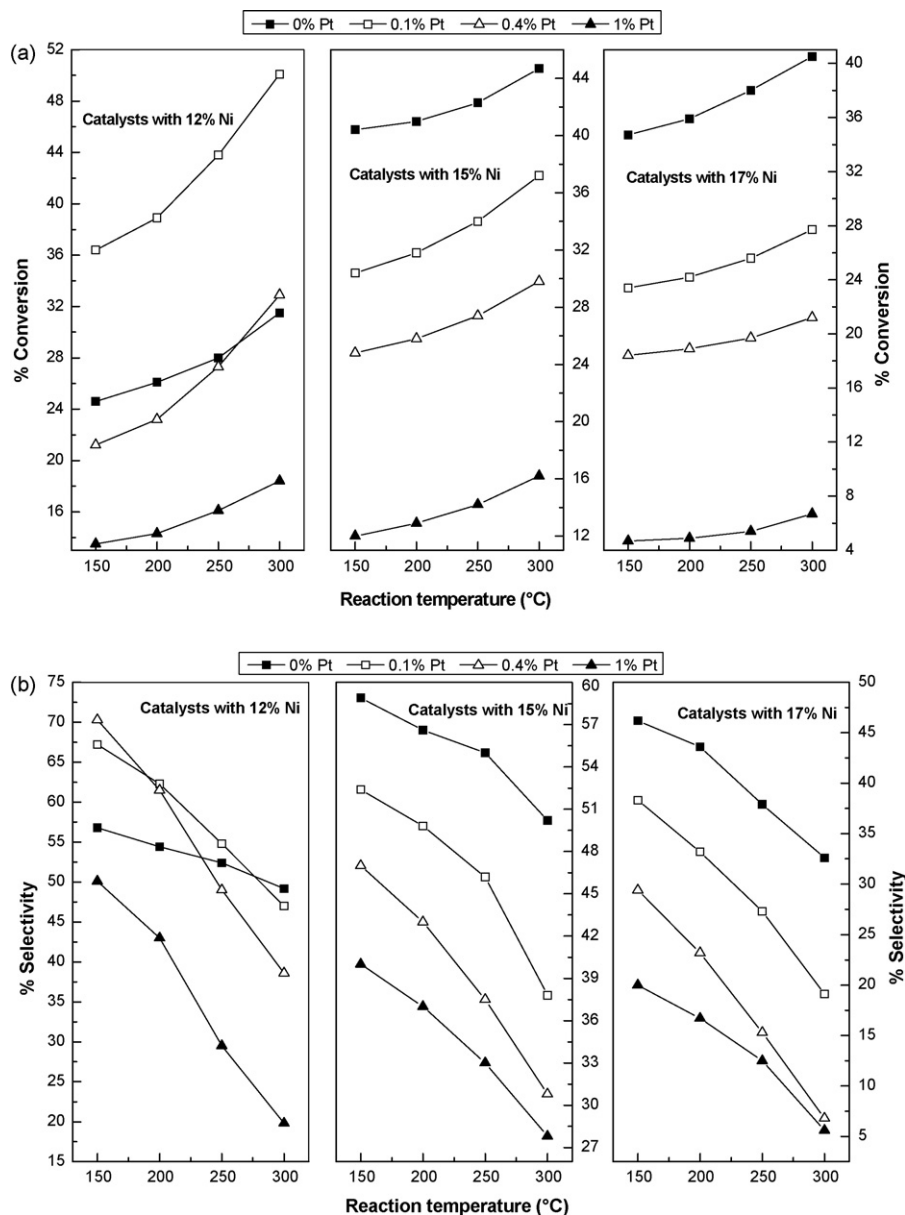 0% Pt 0.1% Pt 0.4% Pt 1% Pt
(a)
% Conversion
52
48
44
40
36
32
28
24
20
16
Catalysts with 12% Ni
150 200 250 300
Catalysts with 15% Ni
44
40
36
32
28
24
20
16
12
150 200 250 300
Catalysts with 17% Ni
40
36
32
28
24
20
16
12
8
4
% Conversion
150 200 250 300
Reaction temperature (°C)
0% Pt 0.1% Pt 0.4% Pt 1% Pt
(b)
% Selectivity
75
70
65
60
55
50
45
40
35
30
25
20
15
Catalysts with 12% Ni
150 200 250 300
Catalysts with 15% Ni
60
57
54
51
48
45
42
39
36
33
30
27
150 200 250 300
Catalysts with 17% Ni
50
45
40
35
30
25
20
15
10
5
% Selectivity
150 200 250 300
Reaction temperature (°C)